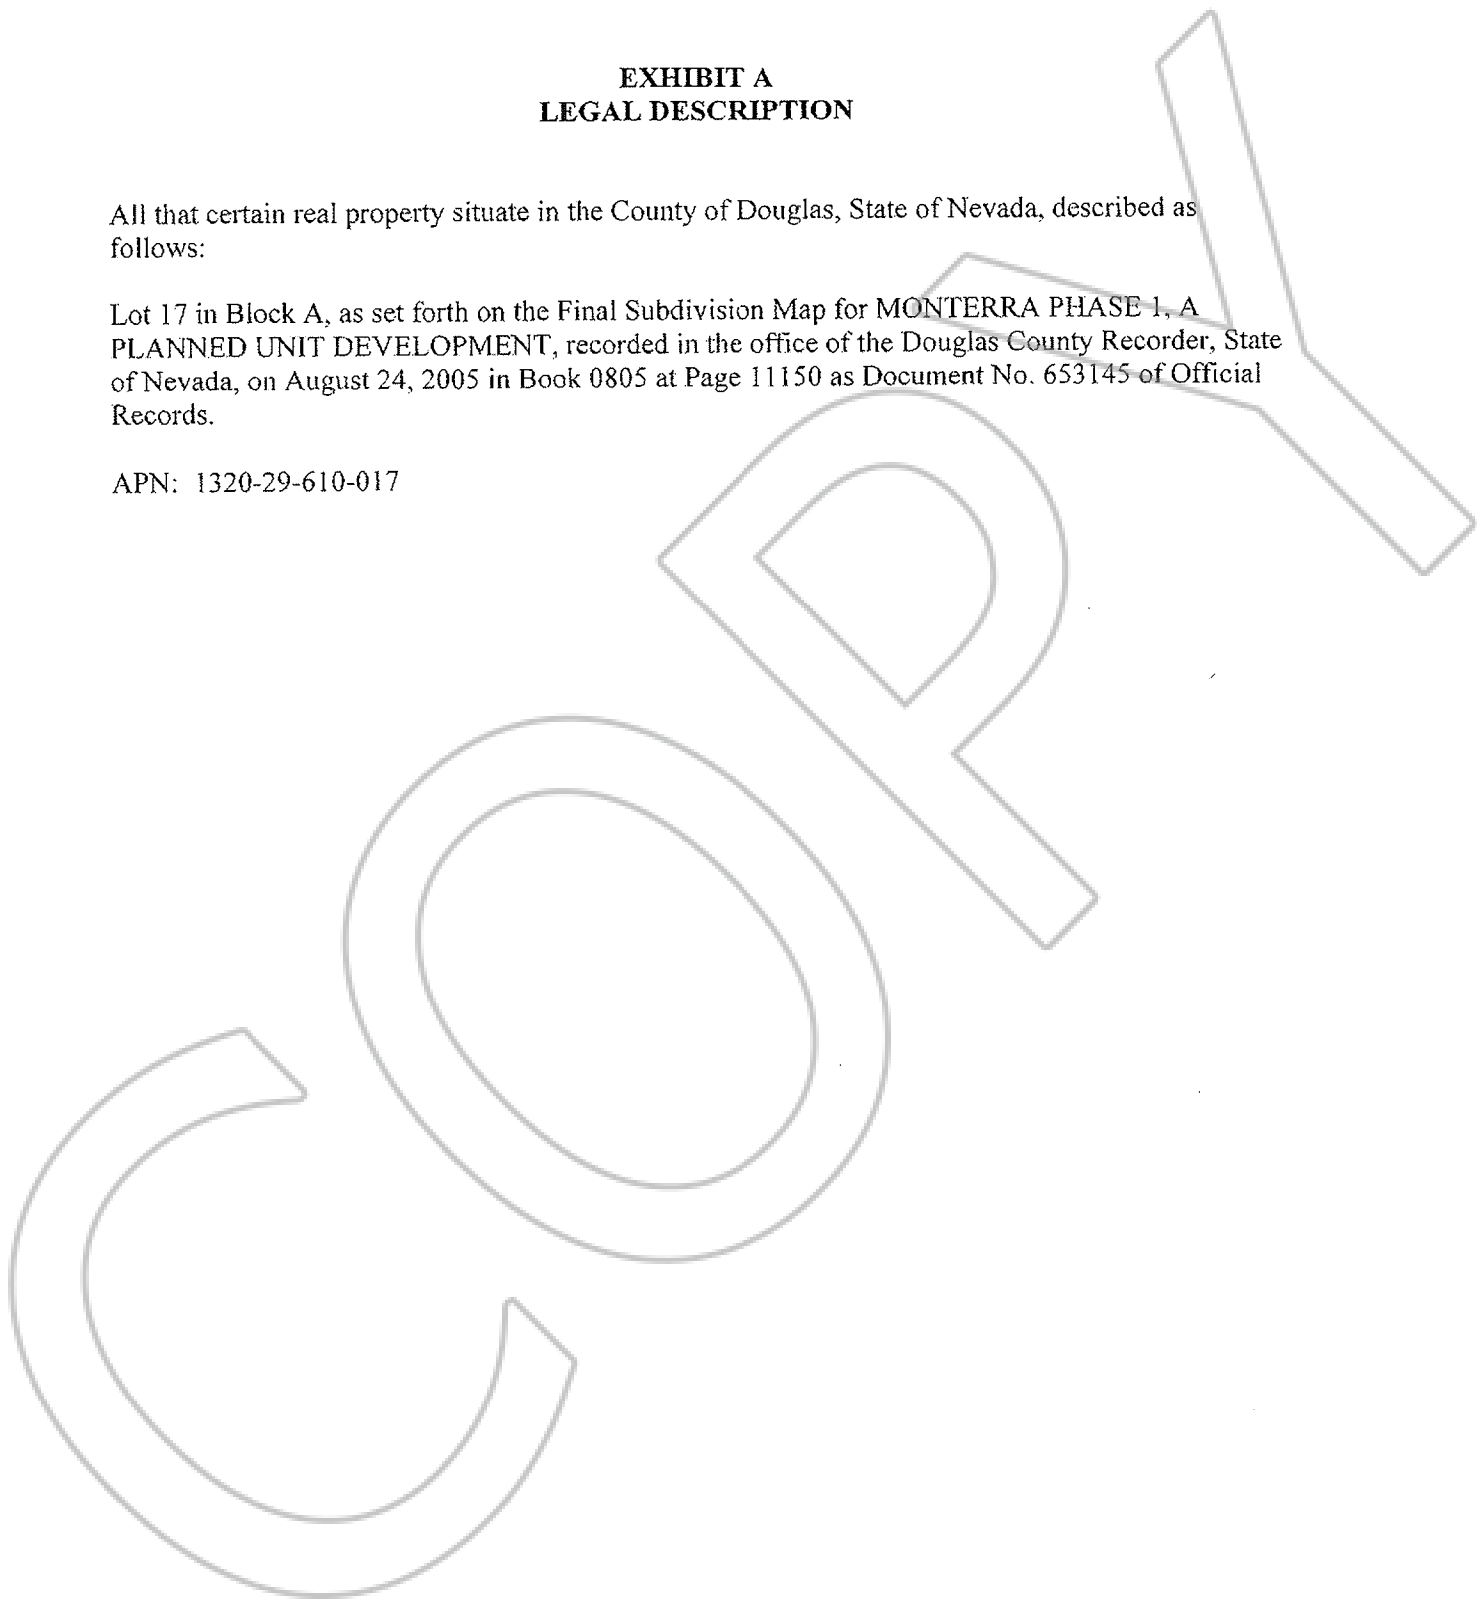 EXHIBIT A
LEGAL DESCRIPTION
All that certain real property situate in the County of Douglas, State of Nevada, described as
follows:
Lot 17 in Block A, as set forth on the Final Subdivision Map for MONTERRA PHASE 1, A
PLANNED UNIT DEVELOPMENT, recorded in the office of the Douglas County Recorder, State
of Nevada, on August 24, 2005 in Book 0805 at Page 11150 as Document No. 653145 of Official
Records.
APN: 1320-29-610-017
COPY